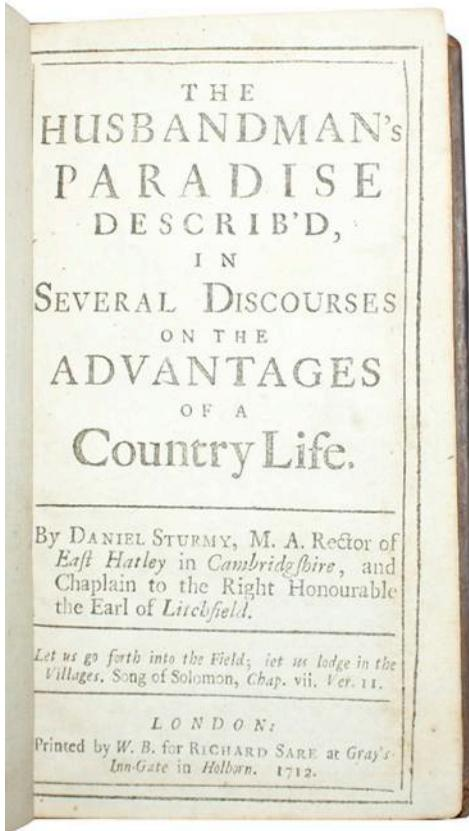 THE
HUSBANDMAN's
PARADISE
DESCRIB'D,
IN
SEVERAL DISCOURSES
ON THE
ADVANTAGES
OF A
Country Life.
By DANIEL STURMY, M. A. Rector of
Eaſt Hatley in Cambridgſhire, and
Chaplain to the Right Honourable
the Earl of Litchfield.
Let us go forth into the Field; let us lodge in the
Villages. Song of Solomon, Chap. vii. Ver. 11.
LONDON:
Printed by W. B. for RICHARD SARE at Gray's-
Inn-Gate in Holborn. 1712.